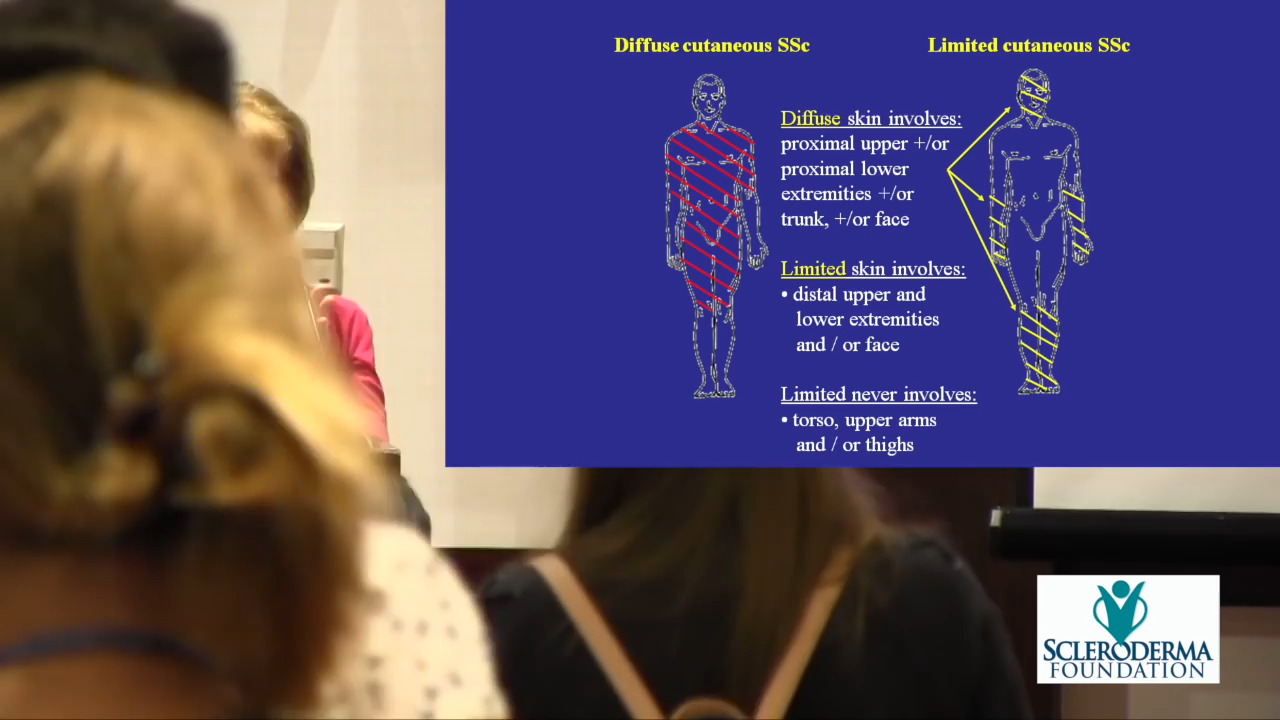 Diffuse cutaneous SSc
Limited cutaneous SSc
Diffuse skin involves:
proximal upper +/or
proximal lower
extremities +/or
trunk, +/or face
Limited skin involves:
• distal upper and
lower extremities
and / or face
Limited never involves:
• torso, upper arms
and / or thighs
SCLERODERMA
FOUNDATION